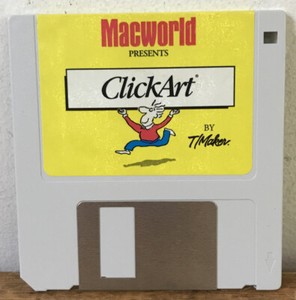 Macworld
PRESENTS
ClickArt®
BY
T/Maker.